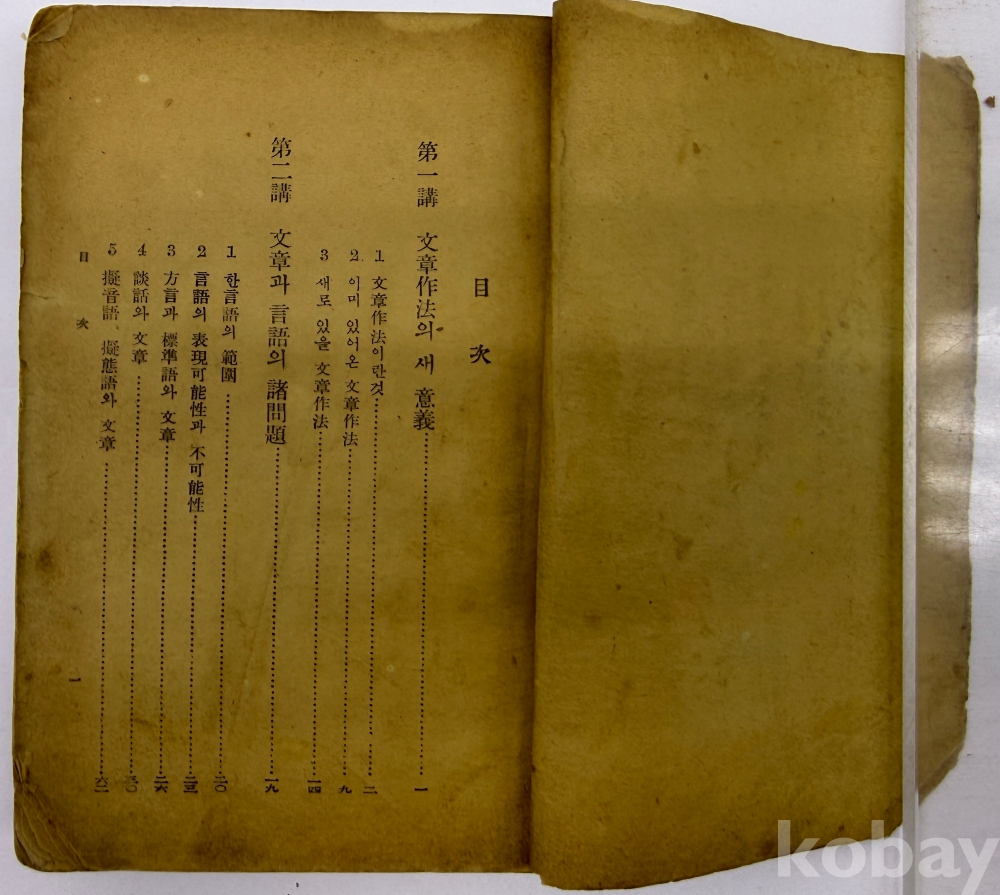 目次
第一講 文章作法의 새 意義 一
1 文章作法이란것 二
2 이미 있어온 文章作法 九
3 새로 있을 文章作法 一四
第二講 文章과 言語의 諸問題 一九
1 한言語의 範圍 二〇
2 言語의 表現可能性과 不可能性 二三
3 方言과 標準語와 文章 二六
4 談話와 文章 三〇
5 擬音語, 擬態語와 文章 六二
目次
一
kobay